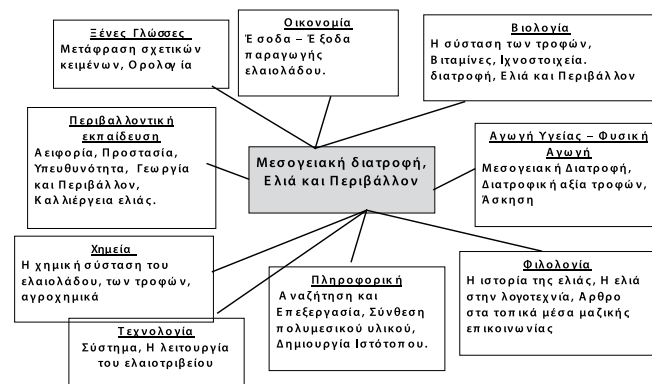 Ξένες Γλώσσες
Μετάφραση σχετικών
κειμένων, Ορολογία
Οικονομία
Έσοδα – Έξοδα
παραγωγής
ελαιολάδου.
Βιολογία
Η σύσταση των τροφών,
Βιταμίνες, Ιχνοστοιχεία.
διατροφή, Ελιά και Περιβάλλον
Περιβαλλοντική
εκπαίδευση
Αειφορία, Προστασία,
Υπευθυνότητα, Γεωργία
και Περιβάλλον,
Καλλιέργεια ελιάς.
Μεσογειακή διατροφή,
Ελιά και Περιβάλλον
Αγωγή Υγείας – Φυσική
Αγωγή
Μεσογειακή Διατροφή,
Διατροφική αξία τροφών,
Άσκηση
Χημεία
Η χημική σύσταση του
ελαιολάδου, των τροφών,
αγροχημικά
Πληροφορική
Αναζήτηση και
Επεξεργασία, Σύνθεση
πολυμεσικού υλικού,
Δημιουργία Ιστότοπου.
Φιλολογία
Η ιστορία της ελιάς, Η ελιά
στην λογοτεχνία, Αρθρο
στα τοπικά μέσα μαζικής
επικοινωνίας
Τεχνολογία
Σύστημα, Η λειτουργία
του ελαιοτριβείου